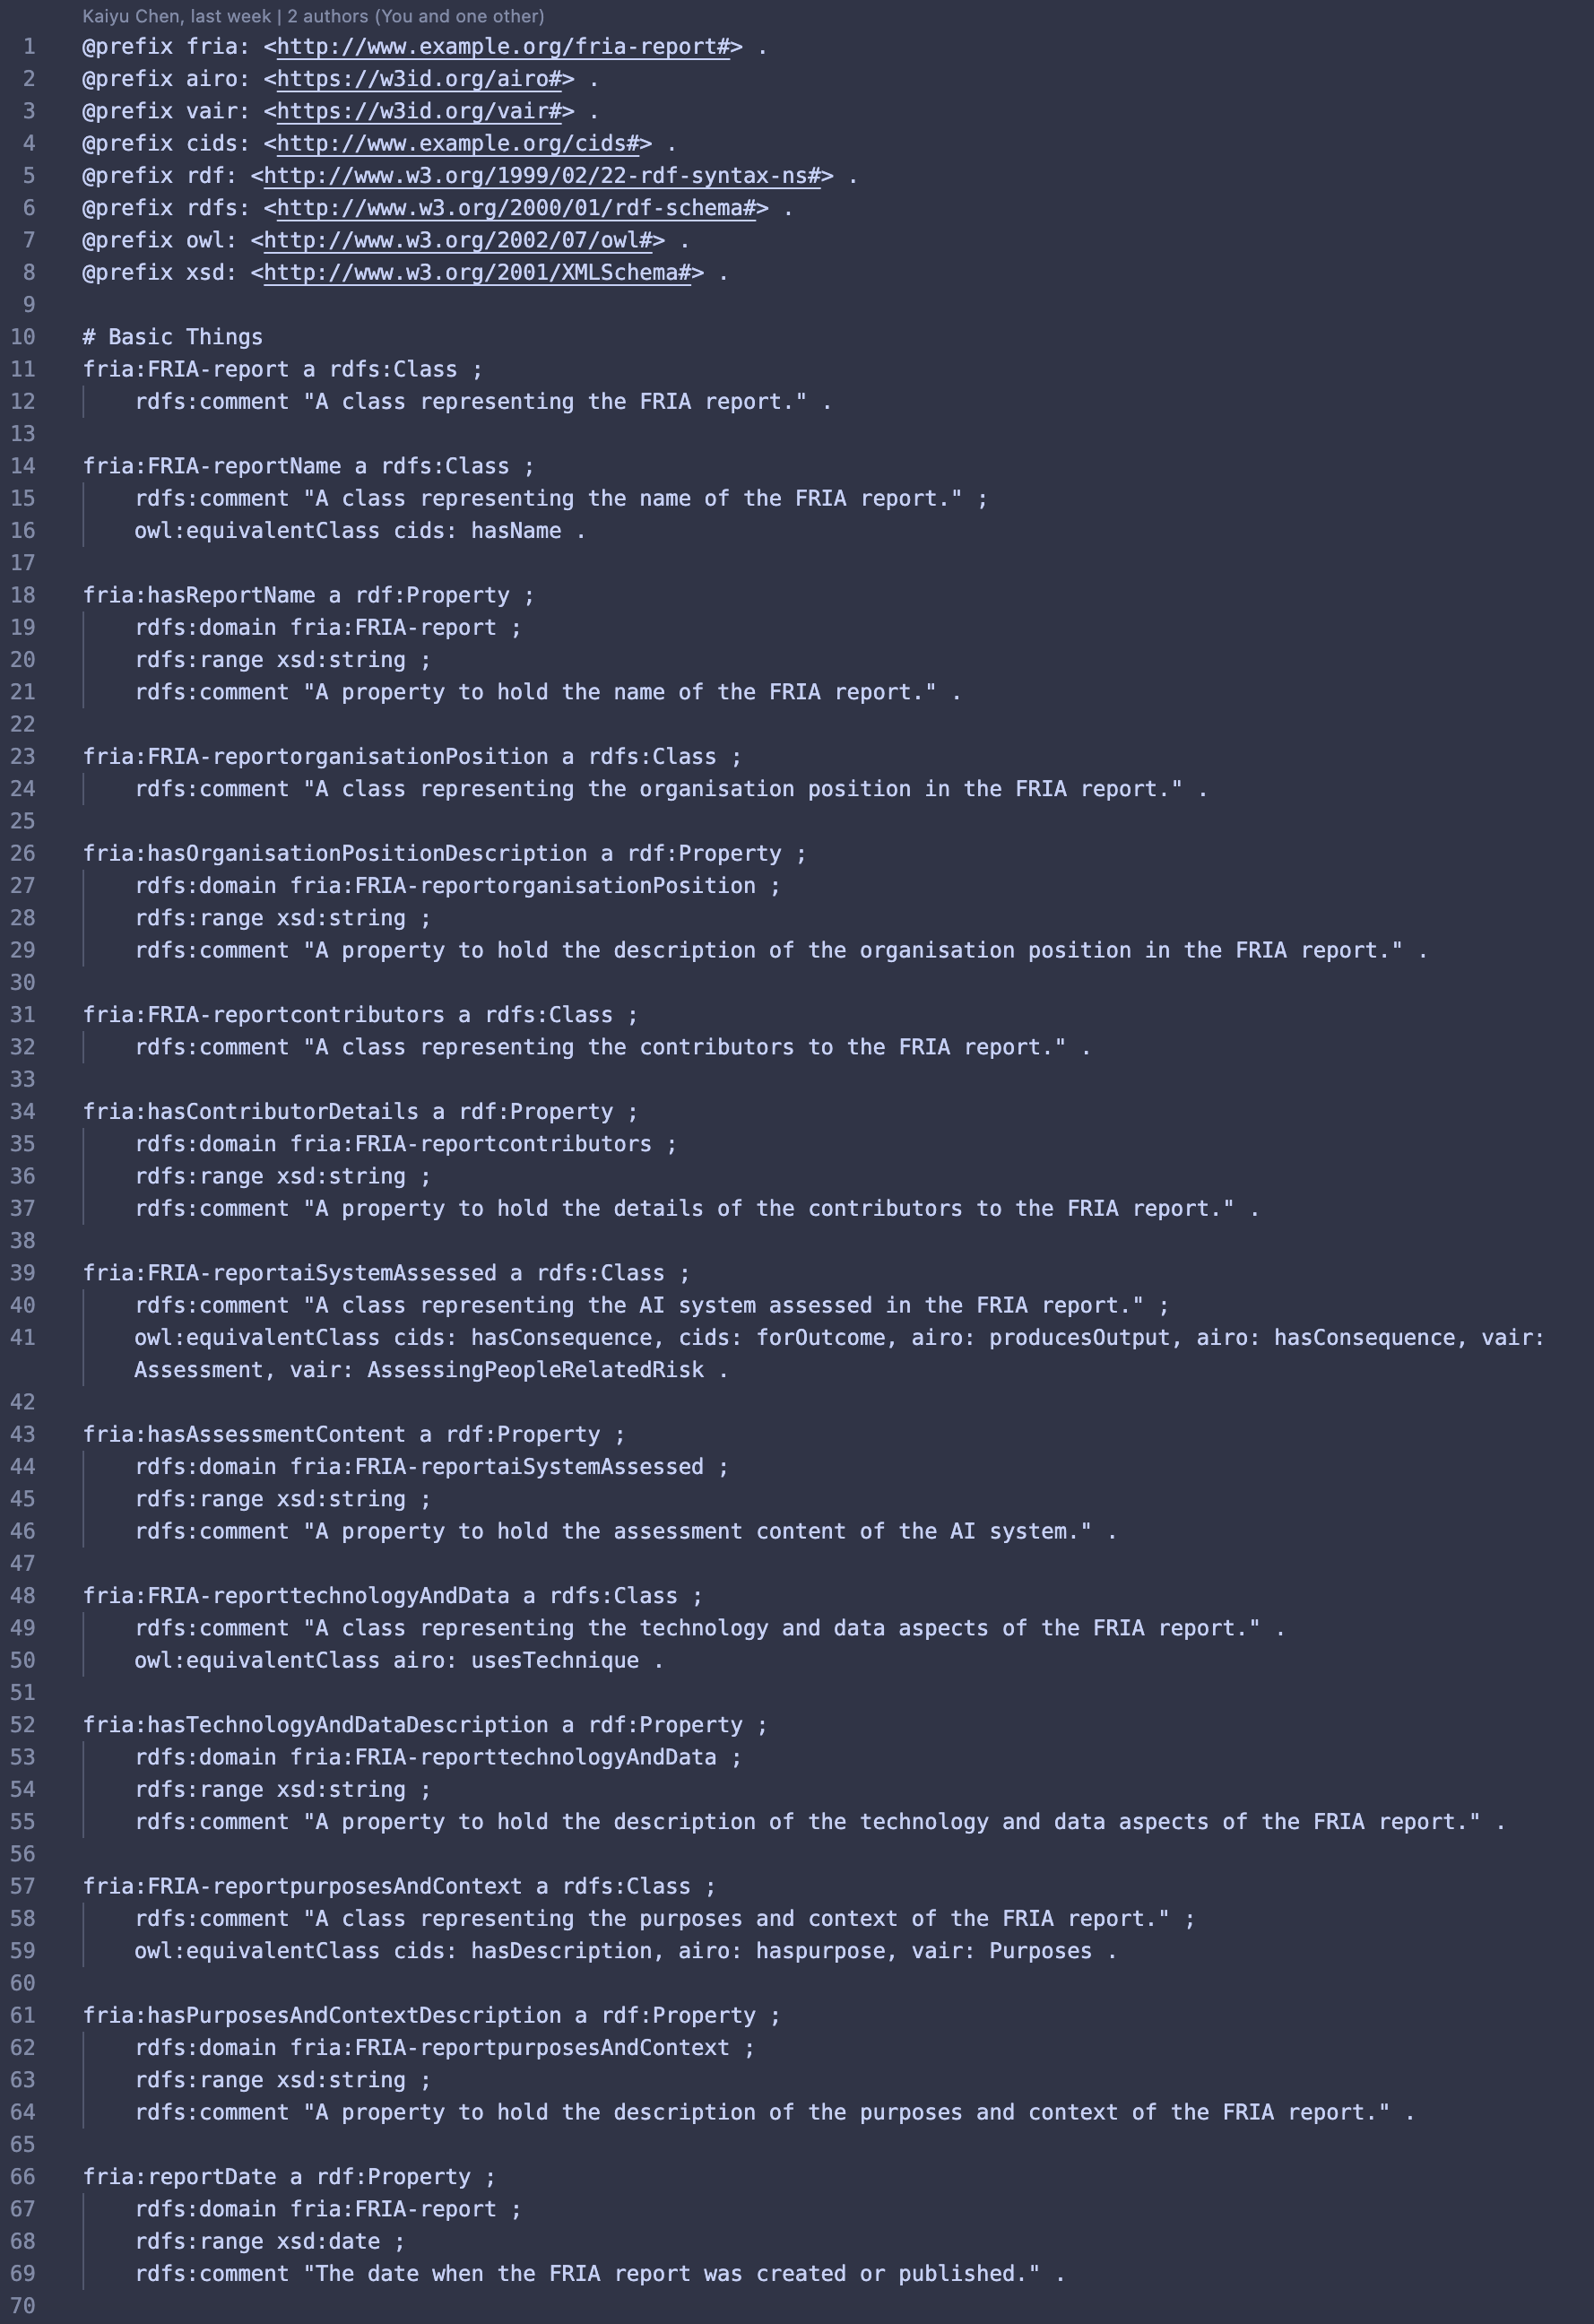 Kaiyu Chen, last week | 2 authors (You and one other)
1 @prefix fria: <http://www.example.org/fria-report#> .
2 @prefix airo: <https://w3id.org/airo#> .
3 @prefix vair: <https://w3id.org/vair#> .
4 @prefix cids: <http://www.example.org/cids#> .
5 @prefix rdf: <http://www.w3.org/1999/02/22-rdf-syntax-ns#> .
6 @prefix rdfs: <http://www.w3.org/2000/01/rdf-schema#> .
7 @prefix owl: <http://www.w3.org/2002/07/owl#> .
8 @prefix xsd: <http://www.w3.org/2001/XMLSchema#> .
9
10 # Basic Things
11 fria:FRIA-report a rdfs:Class ;
12 rdfs:comment "A class representing the FRIA report." .
13
14 fria:FRIA-reportName a rdfs:Class ;
15 rdfs:comment "A class representing the name of the FRIA report." ;
16 owl:equivalentClass cids: hasName .
17
18 fria:hasReportName a rdf:Property ;
19 rdfs:domain fria:FRIA-report ;
20 rdfs:range xsd:string ;
21 rdfs:comment "A property to hold the name of the FRIA report." .
22
23 fria:FRIA-reportorganisationPosition a rdfs:Class ;
24 rdfs:comment "A class representing the organisation position in the FRIA report." .
25
26 fria:hasOrganisationPositionDescription a rdf:Property ;
27 rdfs:domain fria:FRIA-reportorganisationPosition ;
28 rdfs:range xsd:string ;
29 rdfs:comment "A property to hold the description of the organisation position in the FRIA report." .
30
31 fria:FRIA-reportcontributors a rdfs:Class ;
32 rdfs:comment "A class representing the contributors to the FRIA report." .
33
34 fria:hasContributorDetails a rdf:Property ;
35 rdfs:domain fria:FRIA-reportcontributors ;
36 rdfs:range xsd:string ;
37 rdfs:comment "A property to hold the details of the contributors to the FRIA report." .
38
39 fria:FRIA-reportaiSystemAssessed a rdfs:Class ;
40 rdfs:comment "A class representing the AI system assessed in the FRIA report." ;
41 owl:equivalentClass cids: hasConsequence, cids: forOutcome, airo: producesOutput, airo: hasConsequence, vair:
Assessment, vair: AssessingPeopleRelatedRisk .
42
43 fria:hasAssessmentContent a rdf:Property ;
44 rdfs:domain fria:FRIA-reportaiSystemAssessed ;
45 rdfs:range xsd:string ;
46 rdfs:comment "A property to hold the assessment content of the AI system." .
47
48 fria:FRIA-reporttechnologyAndData a rdfs:Class ;
49 rdfs:comment "A class representing the technology and data aspects of the FRIA report." .
50 owl:equivalentClass airo: usesTechnique .
51
52 fria:hasTechnologyAndDataDescription a rdf:Property ;
53 rdfs:domain fria:FRIA-reporttechnologyAndData ;
54 rdfs:range xsd:string ;
55 rdfs:comment "A property to hold the description of the technology and data aspects of the FRIA report." .
56
57 fria:FRIA-reportpurposesAndContext a rdfs:Class ;
58 rdfs:comment "A class representing the purposes and context of the FRIA report." ;
59 owl:equivalentClass cids: hasDescription, airo: haspurpose, vair: Purposes .
60
61 fria:hasPurposesAndContextDescription a rdf:Property ;
62 rdfs:domain fria:FRIA-reportpurposesAndContext ;
63 rdfs:range xsd:string ;
64 rdfs:comment "A property to hold the description of the purposes and context of the FRIA report." .
65
66 fria:reportDate a rdf:Property ;
67 rdfs:domain fria:FRIA-report ;
68 rdfs:range xsd:date ;
69 rdfs:comment "The date when the FRIA report was created or published." .
70